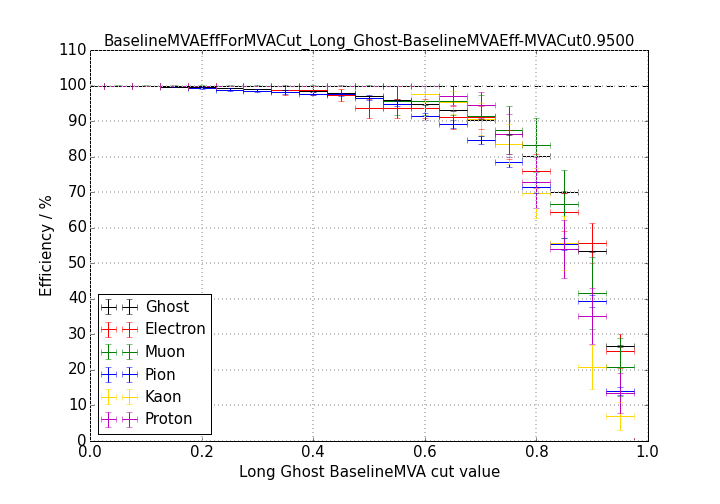 BaselineMVAEffForMVACut_Long_Ghost-BaselineMVAEff-MVACut0.9500
110
100
90
80
70
60
50
40
30
20
10
0
Efficiency / %
Ghost
Electron
Muon
Pion
Kaon
Proton
0.0 0.2 0.4 0.6 0.8 1.0
Long Ghost BaselineMVA cut value